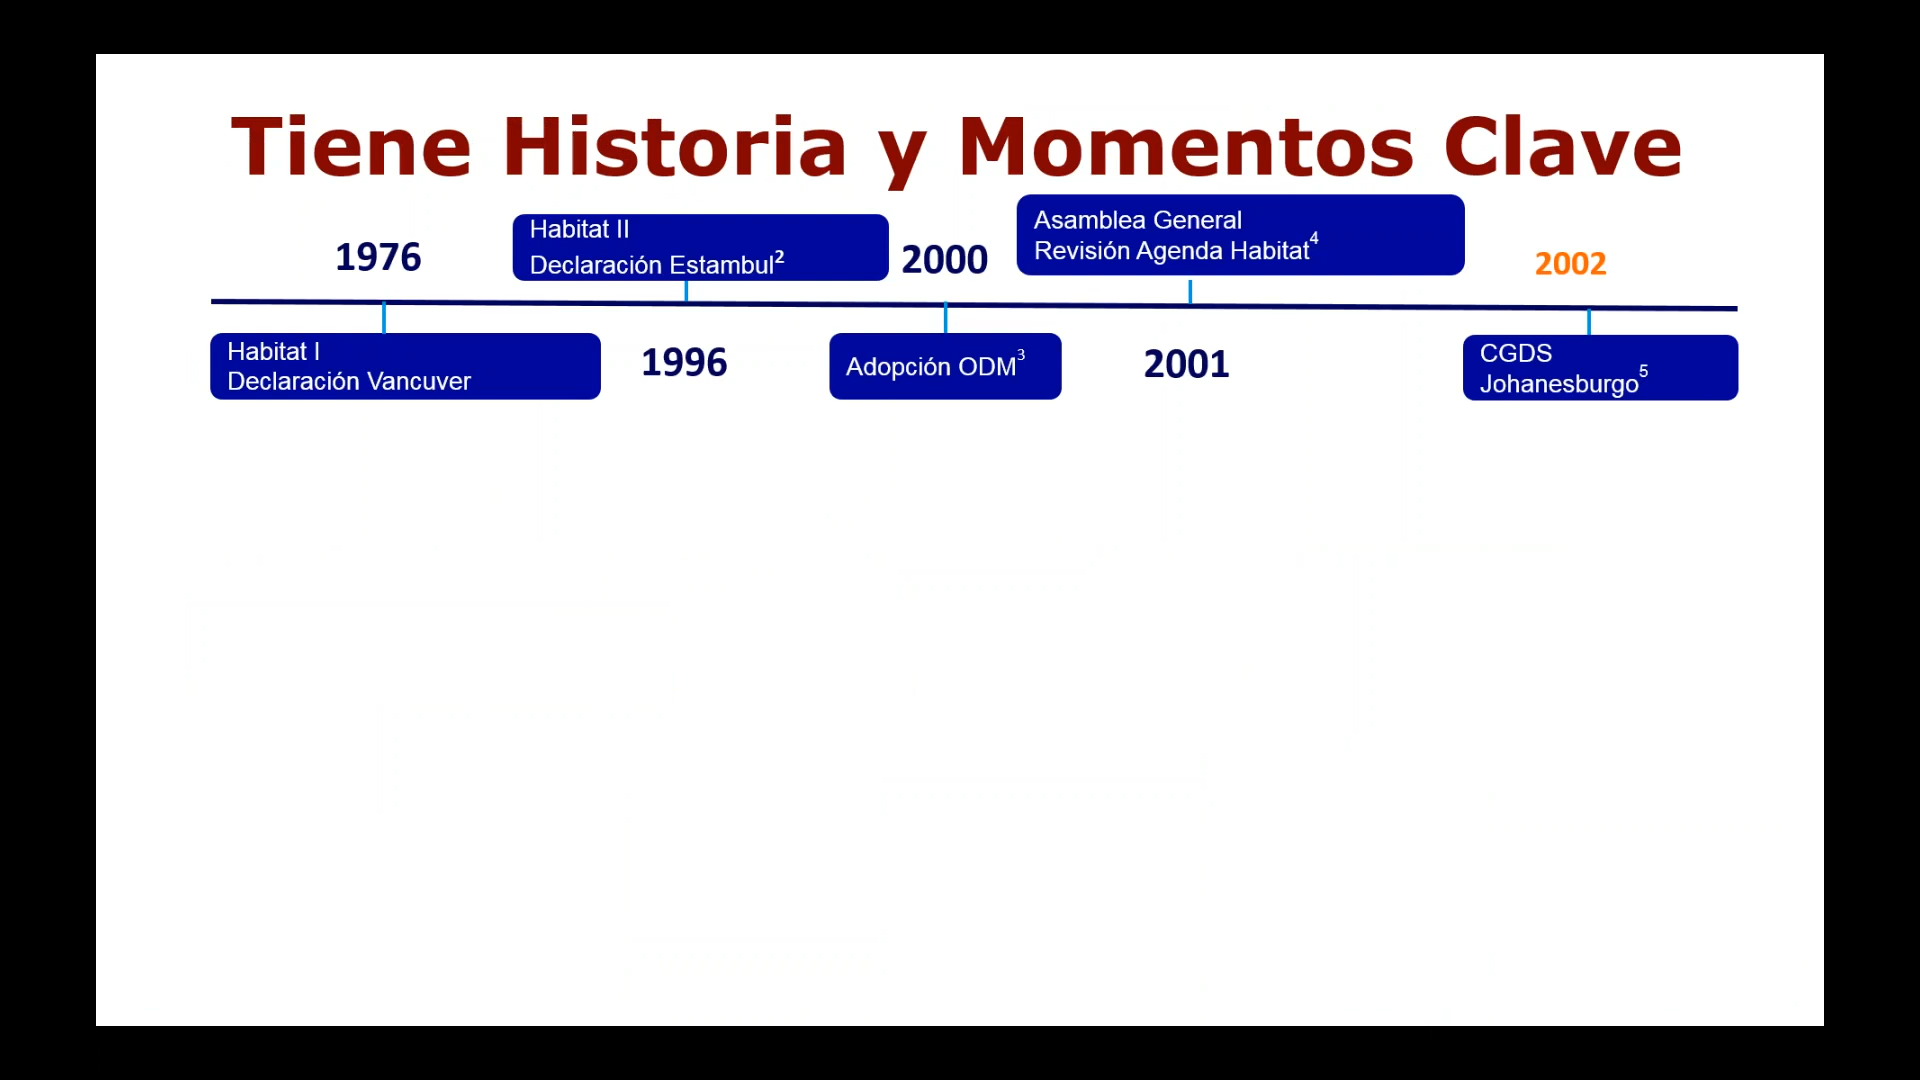 Tiene Historia y Momentos Clave
1976
Habitat II
Declaración Estambul²
2000
Asamblea General
Revisión Agenda Habitat⁴
2002
Habitat I
Declaración Vancuver
1996
Adopción ODM³
2001
CGDS
Johanesburgo⁵